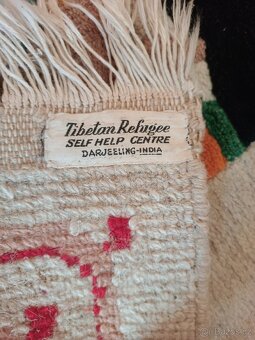 Tibetan Refugee
SELF HELP CENTRE
DARJEELING-INDIA